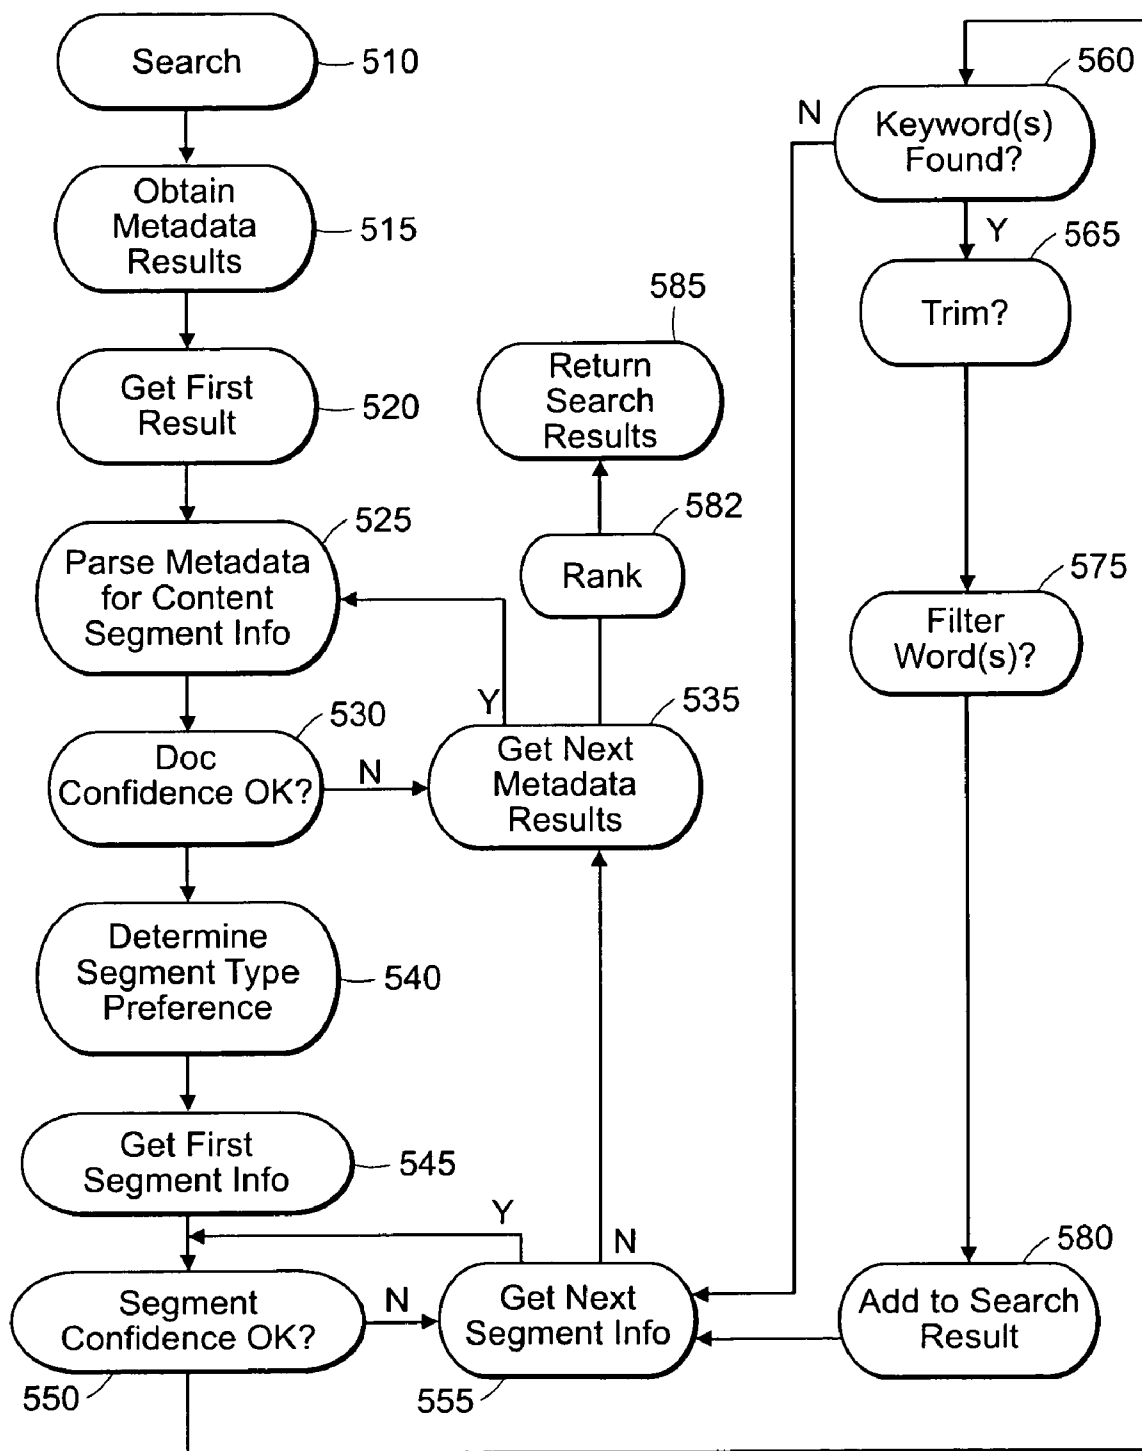 Search
510
Obtain
Metadata
Results
515
Get First
Result
520
525
Parse Metadata
for Content
Segment Info
530
Doc
Confidence OK?
N
Determine
Segment Type
Preference
540
Get First
Segment Info
545
Segment
Confidence OK?
N
550
585
Return
Search
Results
582
Rank
Y
535
Get Next
Metadata
Results
Y
N
Get Next
Segment Info
555
560
N
Keyword(s)
Found?
Y
565
Trim?
575
Filter
Word(s)?
580
Add to Search
Result